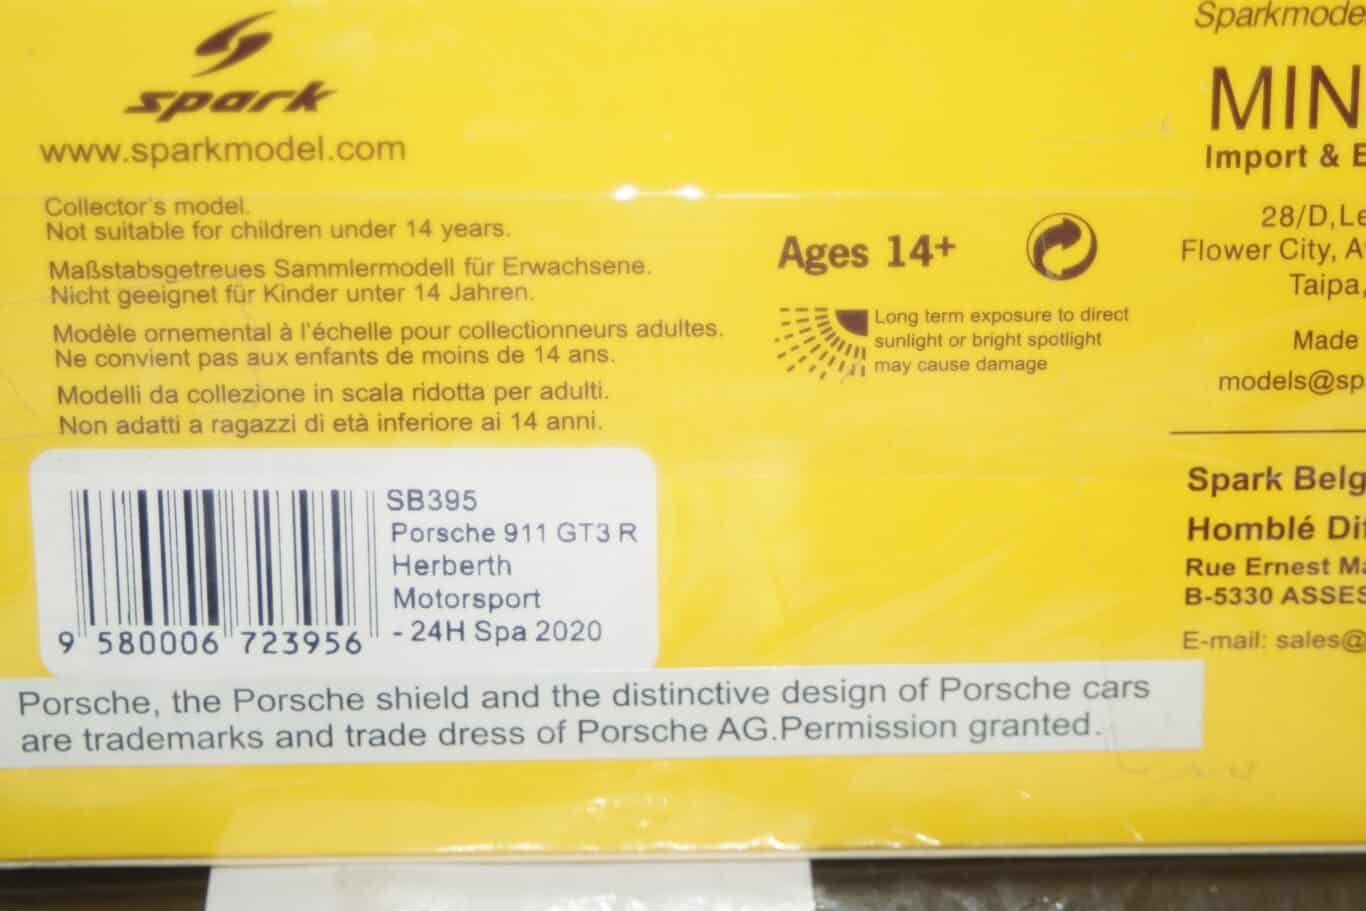 spark
www.sparkmodel.com
Collector's model.
Not suitable for children under 14 years.
Maßstabsgetreues Sammlermodell für Erwachsene.
Nicht geeignet für Kinder unter 14 Jahren.
Modèle ornemental à l'échelle pour collectionneurs adultes.
Ne convient pas aux enfants de moins de 14 ans.
Modelli da collezione in scala ridotta per adulti.
Non adatti a ragazzi di età inferiore ai 14 anni.
Ages 14+
Long term exposure to direct
sunlight or bright spotlight
may cause damage
Sparkmode
MIN
Import & E
28/D,Le
Flower City, A
Taipa,
Made
models@sp
Spark Belg
Homblé Di
Rue Ernest Ma
B-5330 ASSES
E-mail: sales@
SB395
Porsche 911 GT3 R
Herberth
Motorsport
- 24H Spa 2020
9 580006 723956
Porsche, the Porsche shield and the distinctive design of Porsche cars
are trademarks and trade dress of Porsche AG.Permission granted.